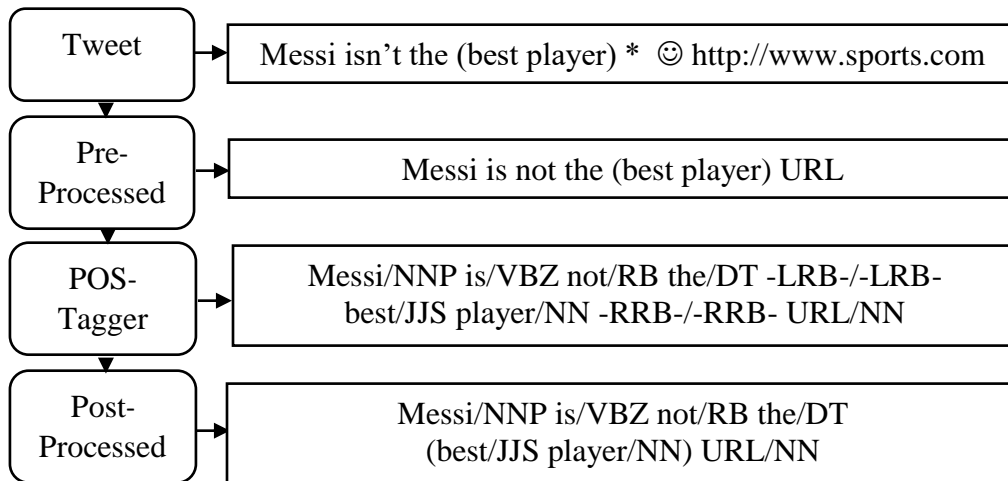 Tweet
Messi isn’t the (best player) * ☺ http://www.sports.com
Pre-
Processed
Messi is not the (best player) URL
POS-
Tagger
Messi/NNP is/VBZ not/RB the/DT -LRB-/-LRB-
best/JJS player/NN -RRB-/-RRB- URL/NN
Post-
Processed
Messi/NNP is/VBZ not/RB the/DT
(best/JJS player/NN) URL/NN